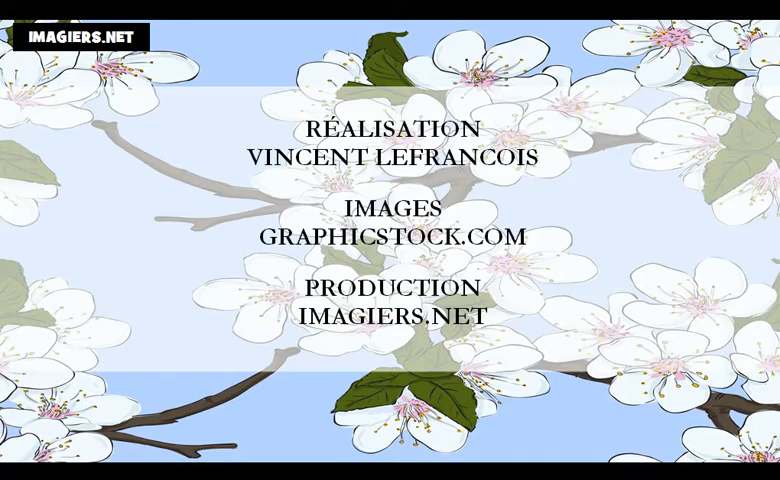 IMAGIERS.NET
RÉALISATION
VINCENT LEFRANCOIS
IMAGES
GRAPHICSTOCK.COM
PRODUCTION
IMAGIERS.NET